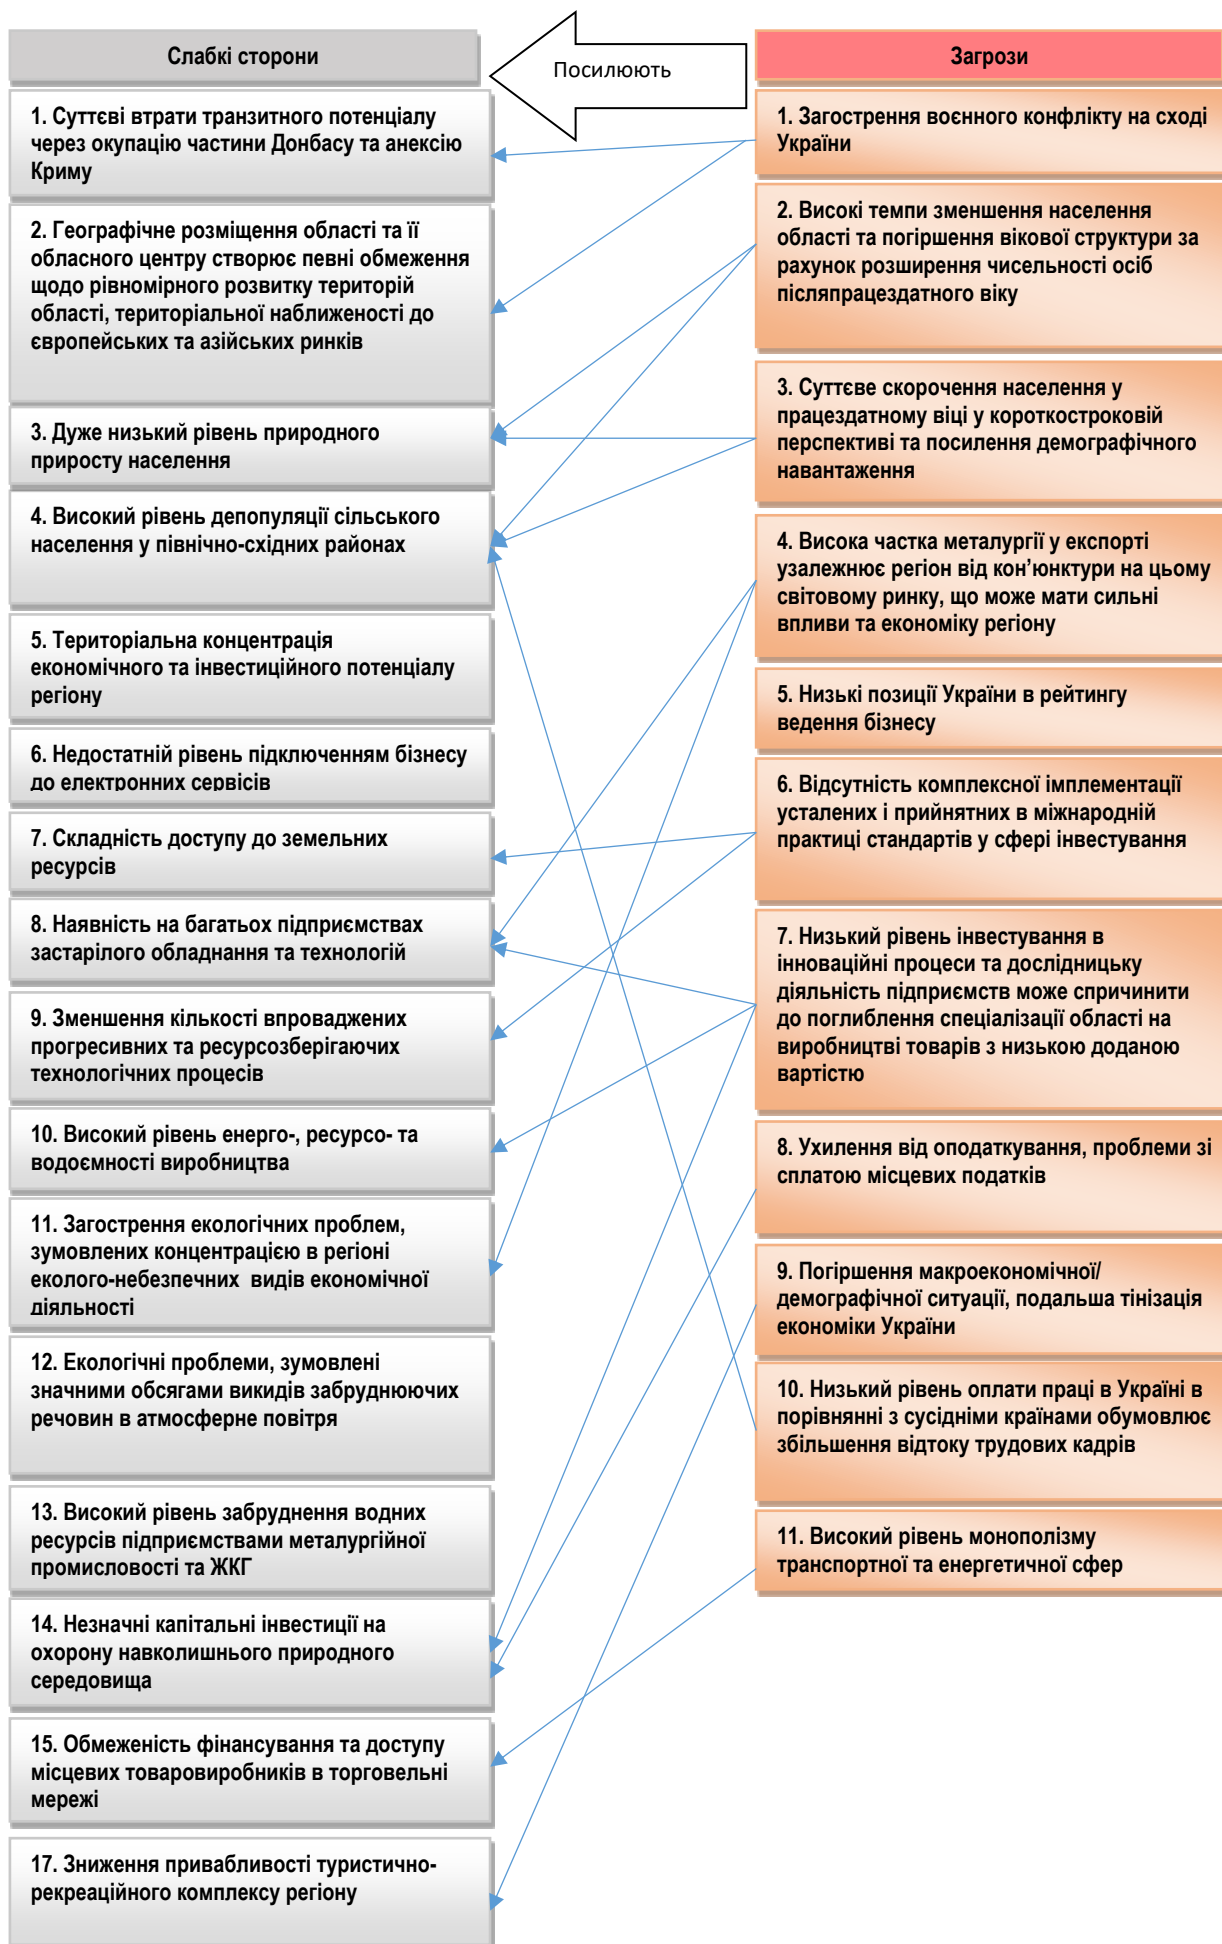 Слабкі сторони
1. Суттєві втрати транзитного потенціалу
через окупацію частини Донбасу та анексію
Криму
2. Географічне розміщення області та її
обласного центру створює певні обмеження
щодо рівномірного розвитку територій
області, територіальної наближеності до
європейських та азійських ринків
3. Дуже низький рівень природного
приросту населення
4. Високий рівень депопуляції сільського
населення у північно-східних районах
5. Територіальна концентрація
економічного та інвестиційного потенціалу
регіону
6. Недостатній рівень підключенням бізнесу
до електронних сервісів
7. Складність доступу до земельних
ресурсів
8. Наявність на багатьох підприємствах
застарілого обладнання та технологій
9. Зменшення кількості впроваджених
прогресивних та ресурсозберігаючих
технологічних процесів
10. Високий рівень енерго-, ресурсо- та
водоємності виробництва
11. Загострення екологічних проблем,
зумовлених концентрацією в регіоні
еколого-небезпечних видів економічної
діяльності
12. Екологічні проблеми, зумовлені
значними обсягами викидів забруднюючих
речовин в атмосферне повітря
13. Високий рівень забруднення водних
ресурсів підприємствами металургійної
промисловості та ЖКГ
14. Незначні капітальні інвестиції на
охорону навколишнього природного
середовища
15. Обмеженість фінансування та доступу
місцевих товаровиробників в торговельні
мережі
17. Зниження привабливості туристично-
рекреаційного комплексу регіону
Посилюють
Загрози
1. Загострення воєнного конфлікту на сході
України
2. Високі темпи зменшення населення
області та погіршення вікової структури за
рахунок розширення чисельності осіб
післяпрацездатного віку
3. Суттєве скорочення населення у
працездатному віці у короткостроковій
перспективі та посилення демографічного
навантаження
4. Висока частка металургії у експорті
узалежнює регіон від кон’юнктури на цьому
світовому ринку, що може мати сильні
впливи та економіку регіону
5. Низькі позиції України в рейтингу
ведення бізнесу
6. Відсутність комплексної імплементації
усталених і прийнятних в міжнародній
практиці стандартів у сфері інвестування
7. Низький рівень інвестування в
інноваційні процеси та дослідницьку
діяльність підприємств може спричинити
до поглиблення спеціалізації області на
виробництві товарів з низькою доданою
вартістю
8. Ухилення від оподаткування, проблеми зі
сплатою місцевих податків
9. Погіршення макроекономічної/
демографічної ситуації, подальша тінізація
економіки України
10. Низький рівень оплати праці в Україні в
порівнянні з сусідніми країнами обумовлює
збільшення відтоку трудових кадрів
11. Високий рівень монополізму
транспортної та енергетичної сфер